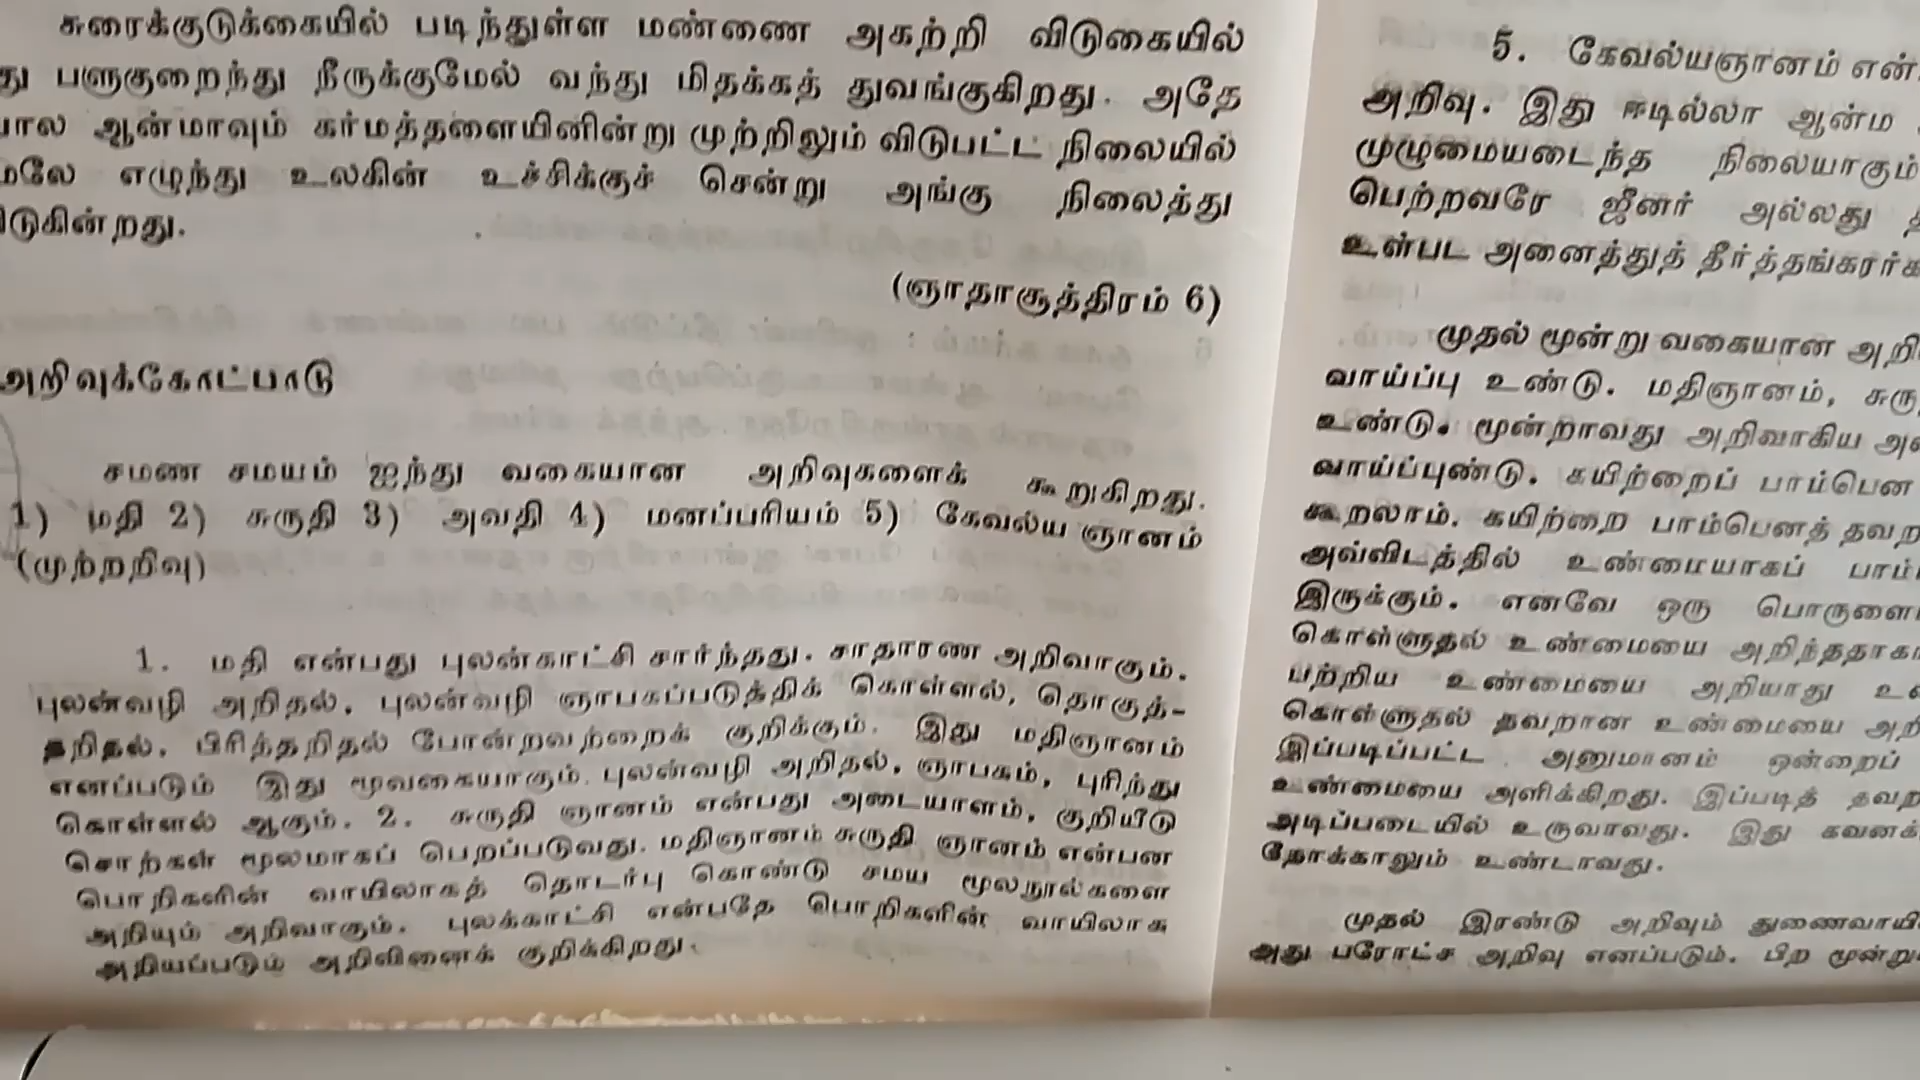 சுரைக்குடுக்கையில் படிந்துள்ள மண்ணை அகற்றி விடுகையில்
து பளுகுறைந்து நீருக்குமேல் வந்து மிதக்கத் துவங்குகிறது. அதே
பால ஆன்மாவும் கர்மத்தளையினின்று முற்றிலும் விடுபட்ட நிலையில்
மலே எழுந்து உலகின் உச்சிக்குச் சென்று அங்கு நிலைத்து
டுகின்றது.
(ஞாதாசூத்திரம் 6)
அறிவுக்கோட்பாடு
சமண சமயம் ஐந்து வகையான அறிவுகளைக் கூறுகிறது.
1) மதி 2) சுருதி 3) அவதி 4) மனப்பரியம் 5) கேவல்ய ஞானம்
(முற்றறிவு)
1. மதி என்பது புலன்காட்சி சார்ந்தது. சாதாரண அறிவாகும்.
புலன்வழி அறிதல், புலன்வழி ஞாபகப்படுத்திக் கொள்ளல், தொகுத்-
தறிதல், பிரித்தறிதல் போன்றவற்றைக் குறிக்கும். இது மதிஞானம்
எனப்படும் இது மூவகையாகும். புலன்வழி அறிதல், ஞாபகம், புரிந்து
கொள்ளல் ஆகும். 2. சுருதி ஞானம் என்பது அடையாளம், குறியீடு
சொற்கள் மூலமாகப் பெறப்படுவது. மதிஞானம் சுருதி ஞானம் என்பன
பொறிகளின் வாயிலாகத் தொடர்பு கொண்டு சமய மூலநூல்களை
அறியும் அறிவாகும். புலக்காட்சி என்பதே பொறிகளின் வாயிலாக
அறியப்படும் அறிவினைக் குறிக்கிறது.
5. கேவல்யஞானம் என்
அறிவு. இது ஈடில்லா ஆன்ம
முழுமையடைந்த நிலையாகும்
பெற்றவரே ஜீனர் அல்லது
உள்பட அனைத்துத் தீர்த்தங்கரர்க
முதல் மூன்று வகையான அறி
வாய்ப்பு உண்டு. மதிஞானம், சுரு
உண்டு. மூன்றாவது அறிவாகிய அ
வாய்ப்புண்டு. கயிற்றைப் பாம்பென
கூறலாம். கயிற்றை பாம்பெனத் தவற
அவ்விடத்தில் உண்மையாகப் பாம்
இருக்கும். எனவே ஒரு பொருளை
கொள்ளுதல் உண்மையை அறிந்ததாக
பற்றிய உண்மையை அறியாது உ
கொள்ளுதல் தவறான உண்மையை அறி
இப்படிப்பட்ட அனுமானம் ஒன்றைப்
உண்மையை அளிக்கிறது. இப்படித் தவற
அடிப்படையில் உருவாவது. இது கவனக்
நோக்காலும் உண்டாவது.
முதல் இரண்டு அறிவும் துணைவாயி
அது பரோட்ச அறிவு எனப்படும். பிற மூன்று